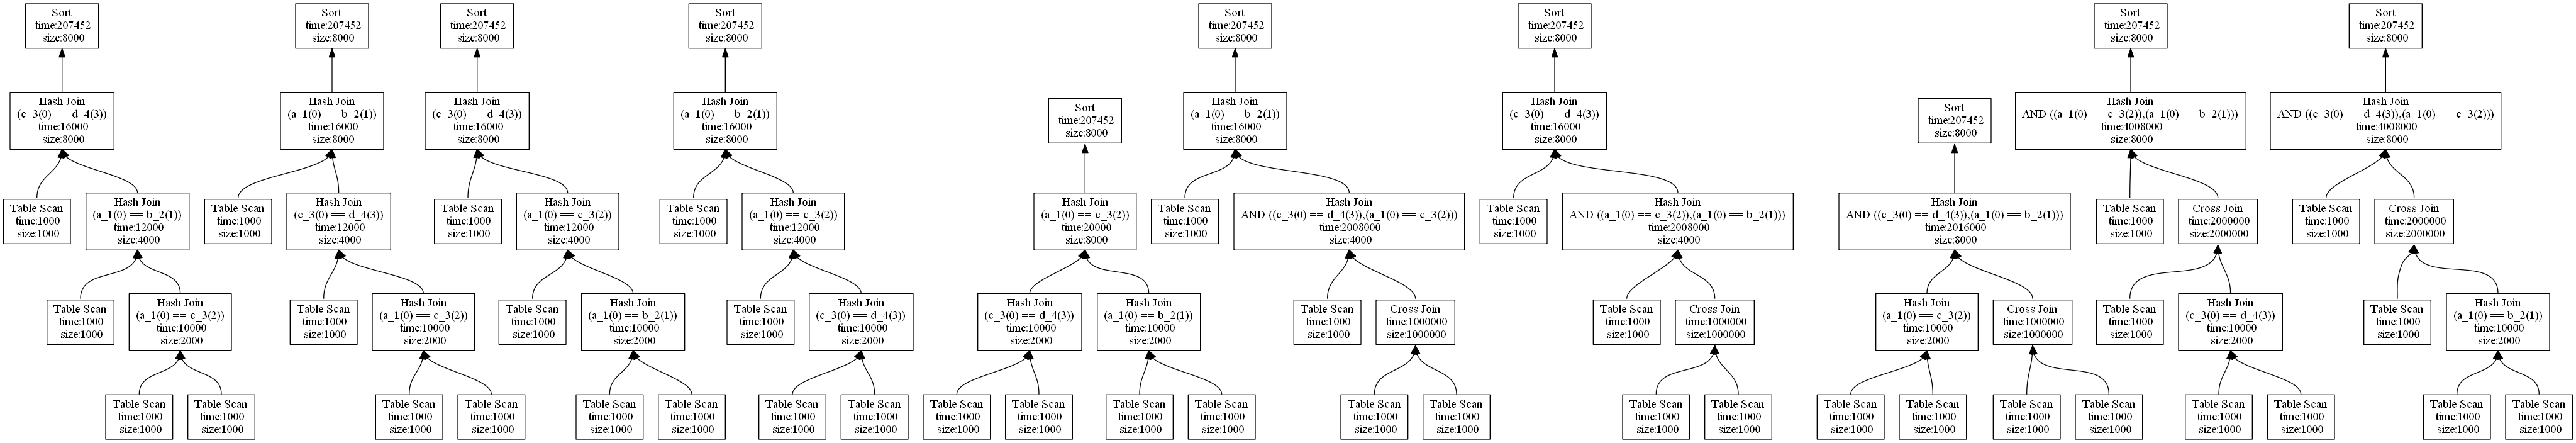 Sort
time:207452
size:8000
Hash Join
(c_3(0) == d_4(3))
time:16000
size:8000
Table Scan
time:1000
size:1000
Hash Join
(a_1(0) == b_2(1))
time:12000
size:4000
Table Scan
time:1000
size:1000
Hash Join
(a_1(0) == c_3(2))
time:10000
size:2000
Table Scan
time:1000
size:1000
Table Scan
time:1000
size:1000
Sort
time:207452
size:8000
Hash Join
(a_1(0) == b_2(1))
time:16000
size:8000
Table Scan
time:1000
size:1000
Hash Join
(c_3(0) == d_4(3))
time:12000
size:4000
Table Scan
time:1000
size:1000
Hash Join
(a_1(0) == c_3(2))
time:10000
size:2000
Table Scan
time:1000
size:1000
Table Scan
time:1000
size:1000
Sort
time:207452
size:8000
Hash Join
(c_3(0) == d_4(3))
time:16000
size:8000
Table Scan
time:1000
size:1000
Hash Join
(a_1(0) == c_3(2))
time:12000
size:4000
Table Scan
time:1000
size:1000
Hash Join
(a_1(0) == b_2(1))
time:10000
size:2000
Table Scan
time:1000
size:1000
Table Scan
time:1000
size:1000
Sort
time:207452
size:8000
Hash Join
(a_1(0) == b_2(1))
time:16000
size:8000
Table Scan
time:1000
size:1000
Hash Join
(a_1(0) == c_3(2))
time:12000
size:4000
Table Scan
time:1000
size:1000
Hash Join
(c_3(0) == d_4(3))
time:10000
size:2000
Table Scan
time:1000
size:1000
Table Scan
time:1000
size:1000
Sort
time:207452
size:8000
Hash Join
(a_1(0) == c_3(2))
time:20000
size:8000
Hash Join
(c_3(0) == d_4(3))
time:10000
size:2000
Hash Join
(a_1(0) == b_2(1))
time:10000
size:2000
Table Scan
time:1000
size:1000
Table Scan
time:1000
size:1000
Table Scan
time:1000
size:1000
Table Scan
time:1000
size:1000
Sort
time:207452
size:8000
Hash Join
(a_1(0) == b_2(1))
time:16000
size:8000
Table Scan
time:1000
size:1000
Hash Join
AND ((c_3(0) == d_4(3)),(a_1(0) == c_3(2)))
time:2008000
size:4000
Table Scan
time:1000
size:1000
Cross Join
time:1000000
size:1000000
Table Scan
time:1000
size:1000
Table Scan
time:1000
size:1000
Sort
time:207452
size:8000
Hash Join
(c_3(0) == d_4(3))
time:16000
size:8000
Table Scan
time:1000
size:1000
Hash Join
AND ((a_1(0) == c_3(2)),(a_1(0) == b_2(1)))
time:2008000
size:4000
Table Scan
time:1000
size:1000
Cross Join
time:1000000
size:1000000
Table Scan
time:1000
size:1000
Table Scan
time:1000
size:1000
Sort
time:207452
size:8000
Hash Join
AND ((c_3(0) == d_4(3)),(a_1(0) == b_2(1)))
time:2016000
size:8000
Hash Join
(a_1(0) == c_3(2))
time:10000
size:2000
Cross Join
time:1000000
size:1000000
Table Scan
time:1000
size:1000
Table Scan
time:1000
size:1000
Table Scan
time:1000
size:1000
Table Scan
time:1000
size:1000
Sort
time:207452
size:8000
Hash Join
AND ((a_1(0) == c_3(2)),(a_1(0) == b_2(1)))
time:4008000
size:8000
Table Scan
time:1000
size:1000
Cross Join
time:2000000
size:2000000
Table Scan
time:1000
size:1000
Hash Join
(c_3(0) == d_4(3))
time:10000
size:2000
Table Scan
time:1000
size:1000
Table Scan
time:1000
size:1000
Sort
time:207452
size:8000
Hash Join
AND ((c_3(0) == d_4(3)),(a_1(0) == c_3(2)))
time:4008000
size:8000
Table Scan
time:1000
size:1000
Cross Join
time:2000000
size:2000000
Table Scan
time:1000
size:1000
Hash Join
(a_1(0) == b_2(1))
time:10000
size:2000
Table Scan
time:1000
size:1000
Table Scan
time:1000
size:1000